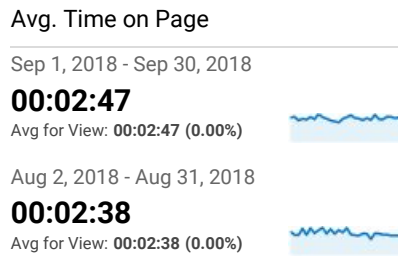 Avg. Time on Page
Sep 1, 2018 - Sep 30, 2018
00:02:47
Avg for View: 00:02:47 (0.00%)
Aug 2, 2018 - Aug 31, 2018
00:02:38
Avg for View: 00:02:38 (0.00%)